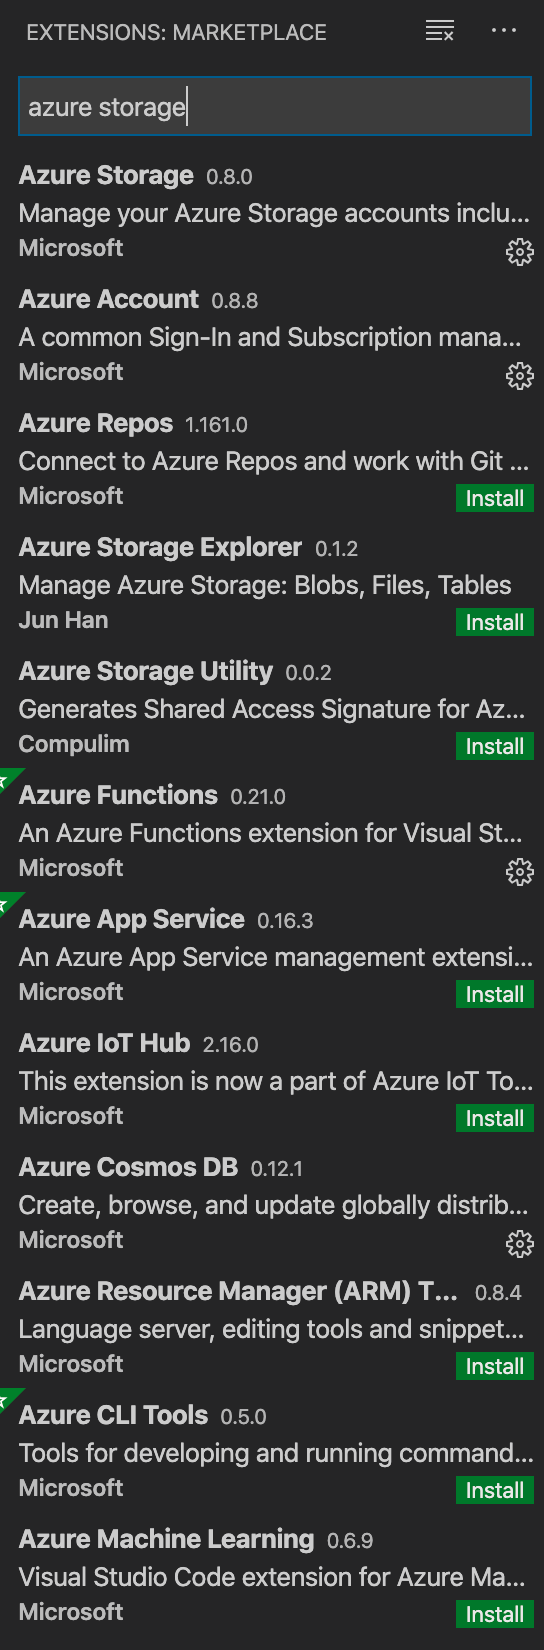 EXTENSIONS: MARKETPLACE
azure storage
Azure Storage 0.8.0
Manage your Azure Storage accounts inclu...
Microsoft
Azure Account 0.8.8
A common Sign-In and Subscription mana...
Microsoft
Azure Repos 1.161.0
Connect to Azure Repos and work with Git ...
Microsoft Install
Azure Storage Explorer 0.1.2
Manage Azure Storage: Blobs, Files, Tables
Jun Han Install
Azure Storage Utility 0.0.2
Generates Shared Access Signature for Az...
Compulim Install
Azure Functions 0.21.0
An Azure Functions extension for Visual St...
Microsoft
Azure App Service 0.16.3
An Azure App Service management extensi...
Microsoft Install
Azure IoT Hub 2.16.0
This extension is now a part of Azure IoT To...
Microsoft Install
Azure Cosmos DB 0.12.1
Create, browse, and update globally distrib...
Microsoft
Azure Resource Manager (ARM) T... 0.8.4
Language server, editing tools and snippet...
Microsoft Install
Azure CLI Tools 0.5.0
Tools for developing and running command...
Microsoft Install
Azure Machine Learning 0.6.9
Visual Studio Code extension for Azure Ma...
Microsoft Install